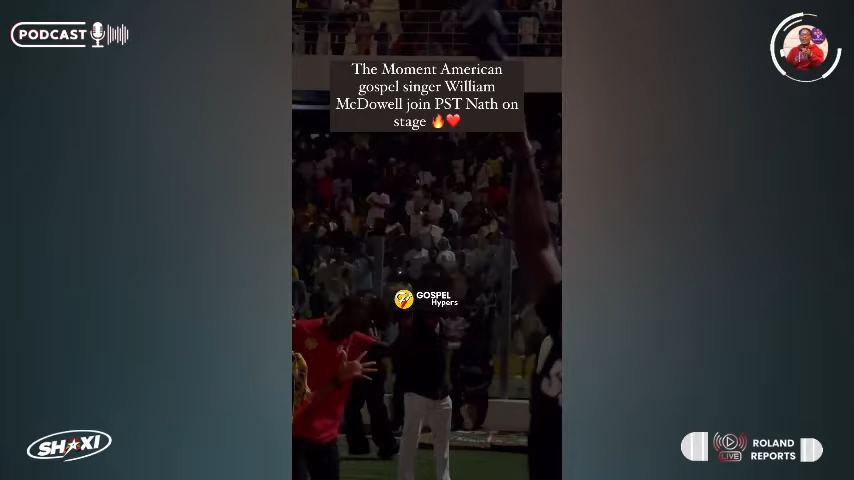 PODCAST
The Moment American
gospel singer William
McDowell join PST Nath on
stage 🔥❤️
GOSPEL
Hypers
SHAXI
LIVE
ROLAND
REPORTS